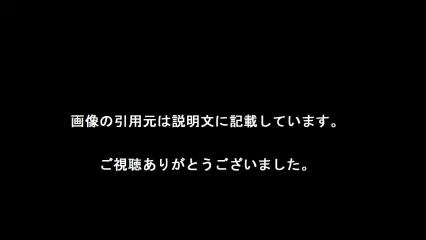 画像の引用元は説明文に記載しています。
ご視聴ありがとうございました。